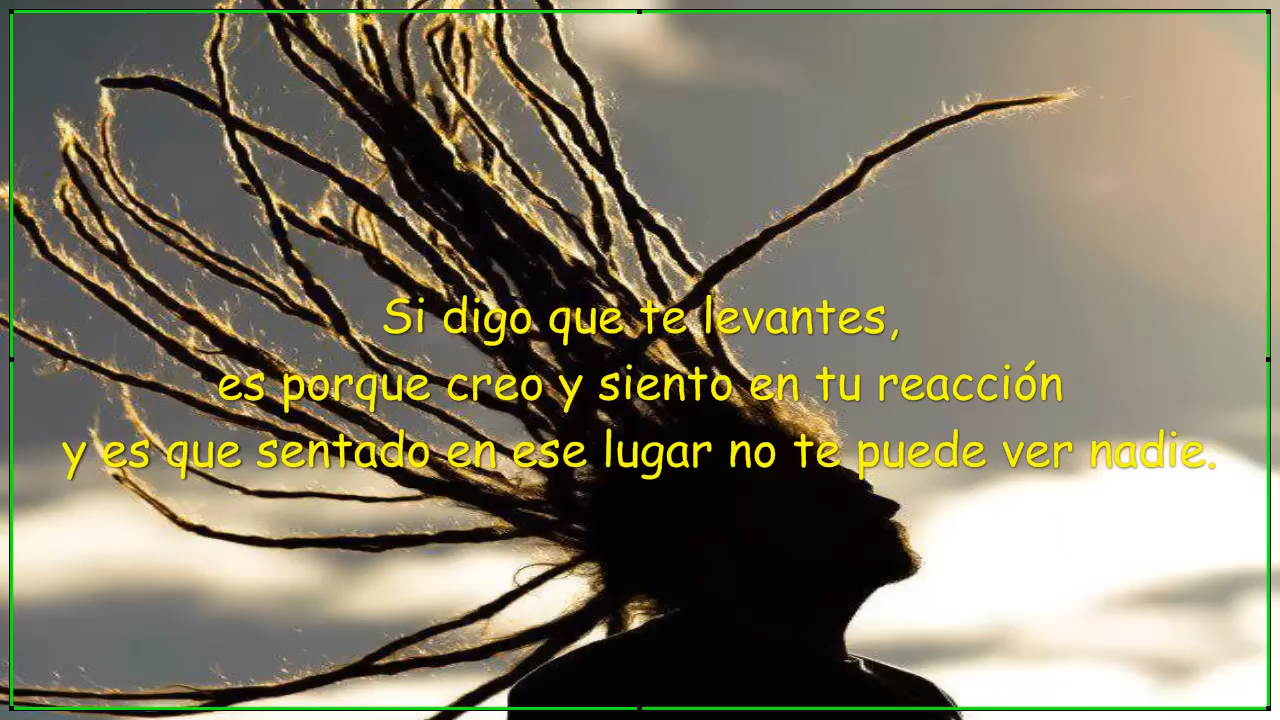 Si digo que te levantes,
es porque creo y siento en tu reacción
y es que sentado en ese lugar no te puede ver nadie.